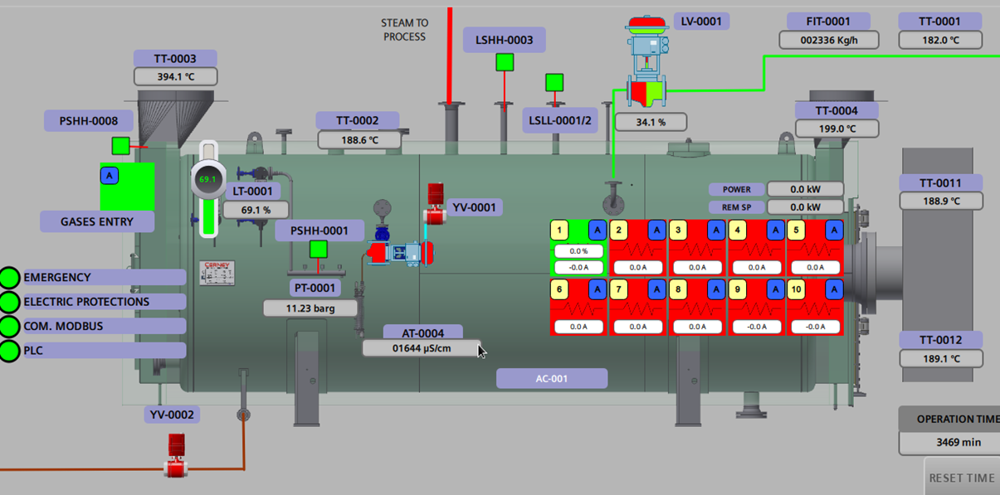 STEAM TO
PROCESS
LSHH-0003
LV-0001
FIT-0001
002336 Kg/h
TT-0001
182.0 °C
TT-0003
394.1 °C
PSHH-0008
TT-0002
188.6 °C
LSLL-0001/2
34.1 %
TT-0004
199.0 °C
A
GASES ENTRY
69.1
LT-0001
69.1 %
YV-0001
PSHH-0001
POWER
0.0 kW
REM SP
0.0 kW
TT-0011
188.9 °C
1 A 2 A 3 A 4 A 5 A
0.0 %
-0.0 A 0.0 A 0.0 A 0.0 A 0.0 A
6 A 7 A 8 A 9 A 10 A
0.0 A 0.0 A 0.0 A -0.0 A -0.0 A
CERNEY
EMERGENCY
ELECTRIC PROTECTIONS
COM. MODBUS
PLC
PT-0001
11.23 barg
AT-0004
01644 µS/cm
AC-001
TT-0012
189.1 °C
YV-0002
OPERATION TIME
3469 min
RESET TIME